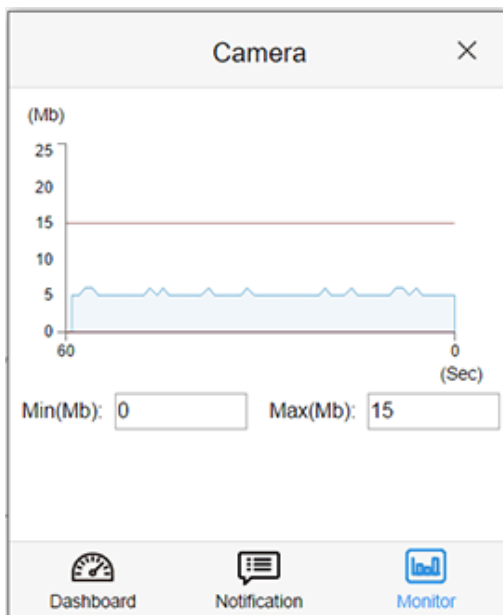 Camera
(Mb)
25
20
15
10
5
0
60 0
(Sec)
Min(Mb): 0 Max(Mb): 15
Dashboard Notification Monitor